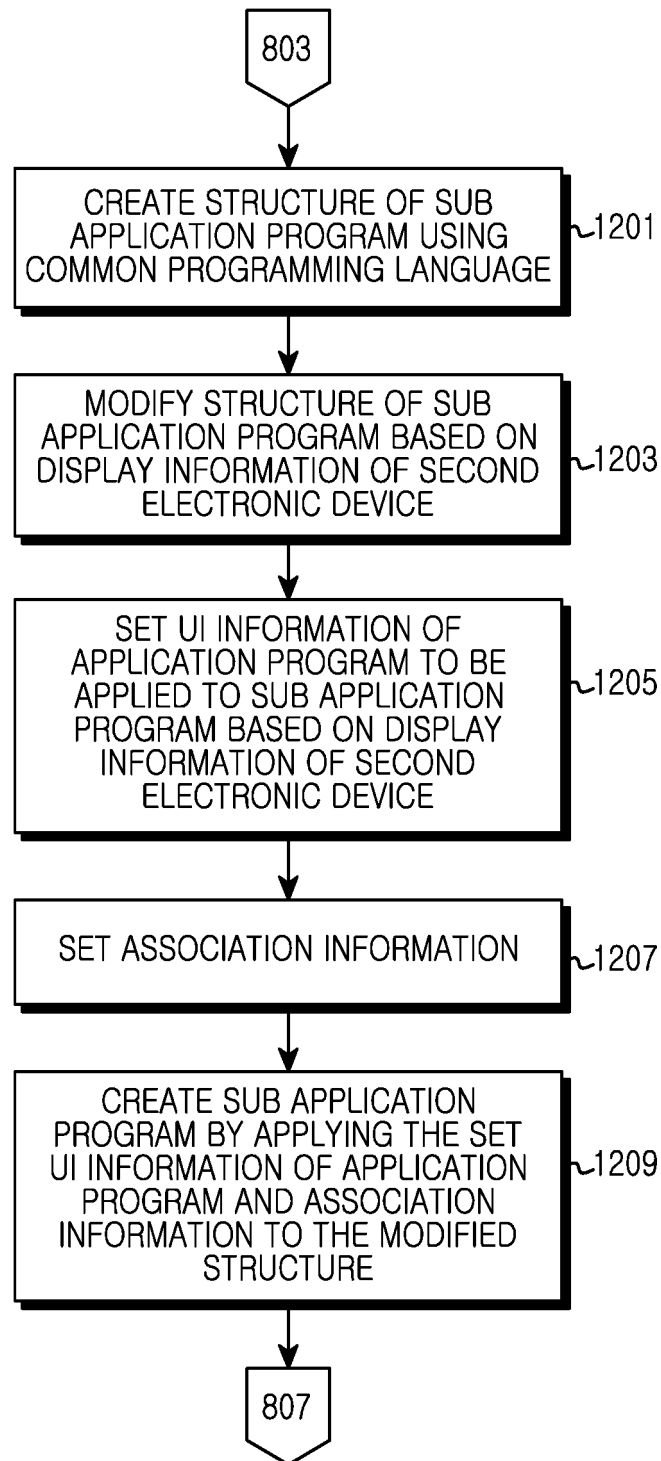 803
CREATE STRUCTURE OF SUB
APPLICATION PROGRAM USING
COMMON PROGRAMMING LANGUAGE
1201
MODIFY STRUCTURE OF SUB
APPLICATION PROGRAM BASED ON
DISPLAY INFORMATION OF SECOND
ELECTRONIC DEVICE
1203
SET UI INFORMATION OF
APPLICATION PROGRAM TO BE
APPLIED TO SUB APPLICATION
PROGRAM BASED ON DISPLAY
INFORMATION OF SECOND
ELECTRONIC DEVICE
1205
SET ASSOCIATION INFORMATION
1207
CREATE SUB APPLICATION
PROGRAM BY APPLYING THE SET
UI INFORMATION OF APPLICATION
PROGRAM AND ASSOCIATION
INFORMATION TO THE MODIFIED
STRUCTURE
1209
807